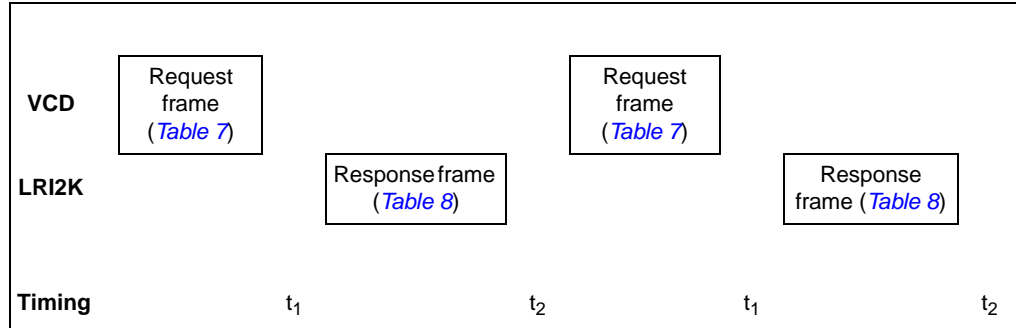 VCD
Request
frame
(Table 7)
Request
frame
(Table 7)
LRI2K
Response frame
(Table 8)
Response
frame (Table 8)
Timing t1 t2 t1 t2